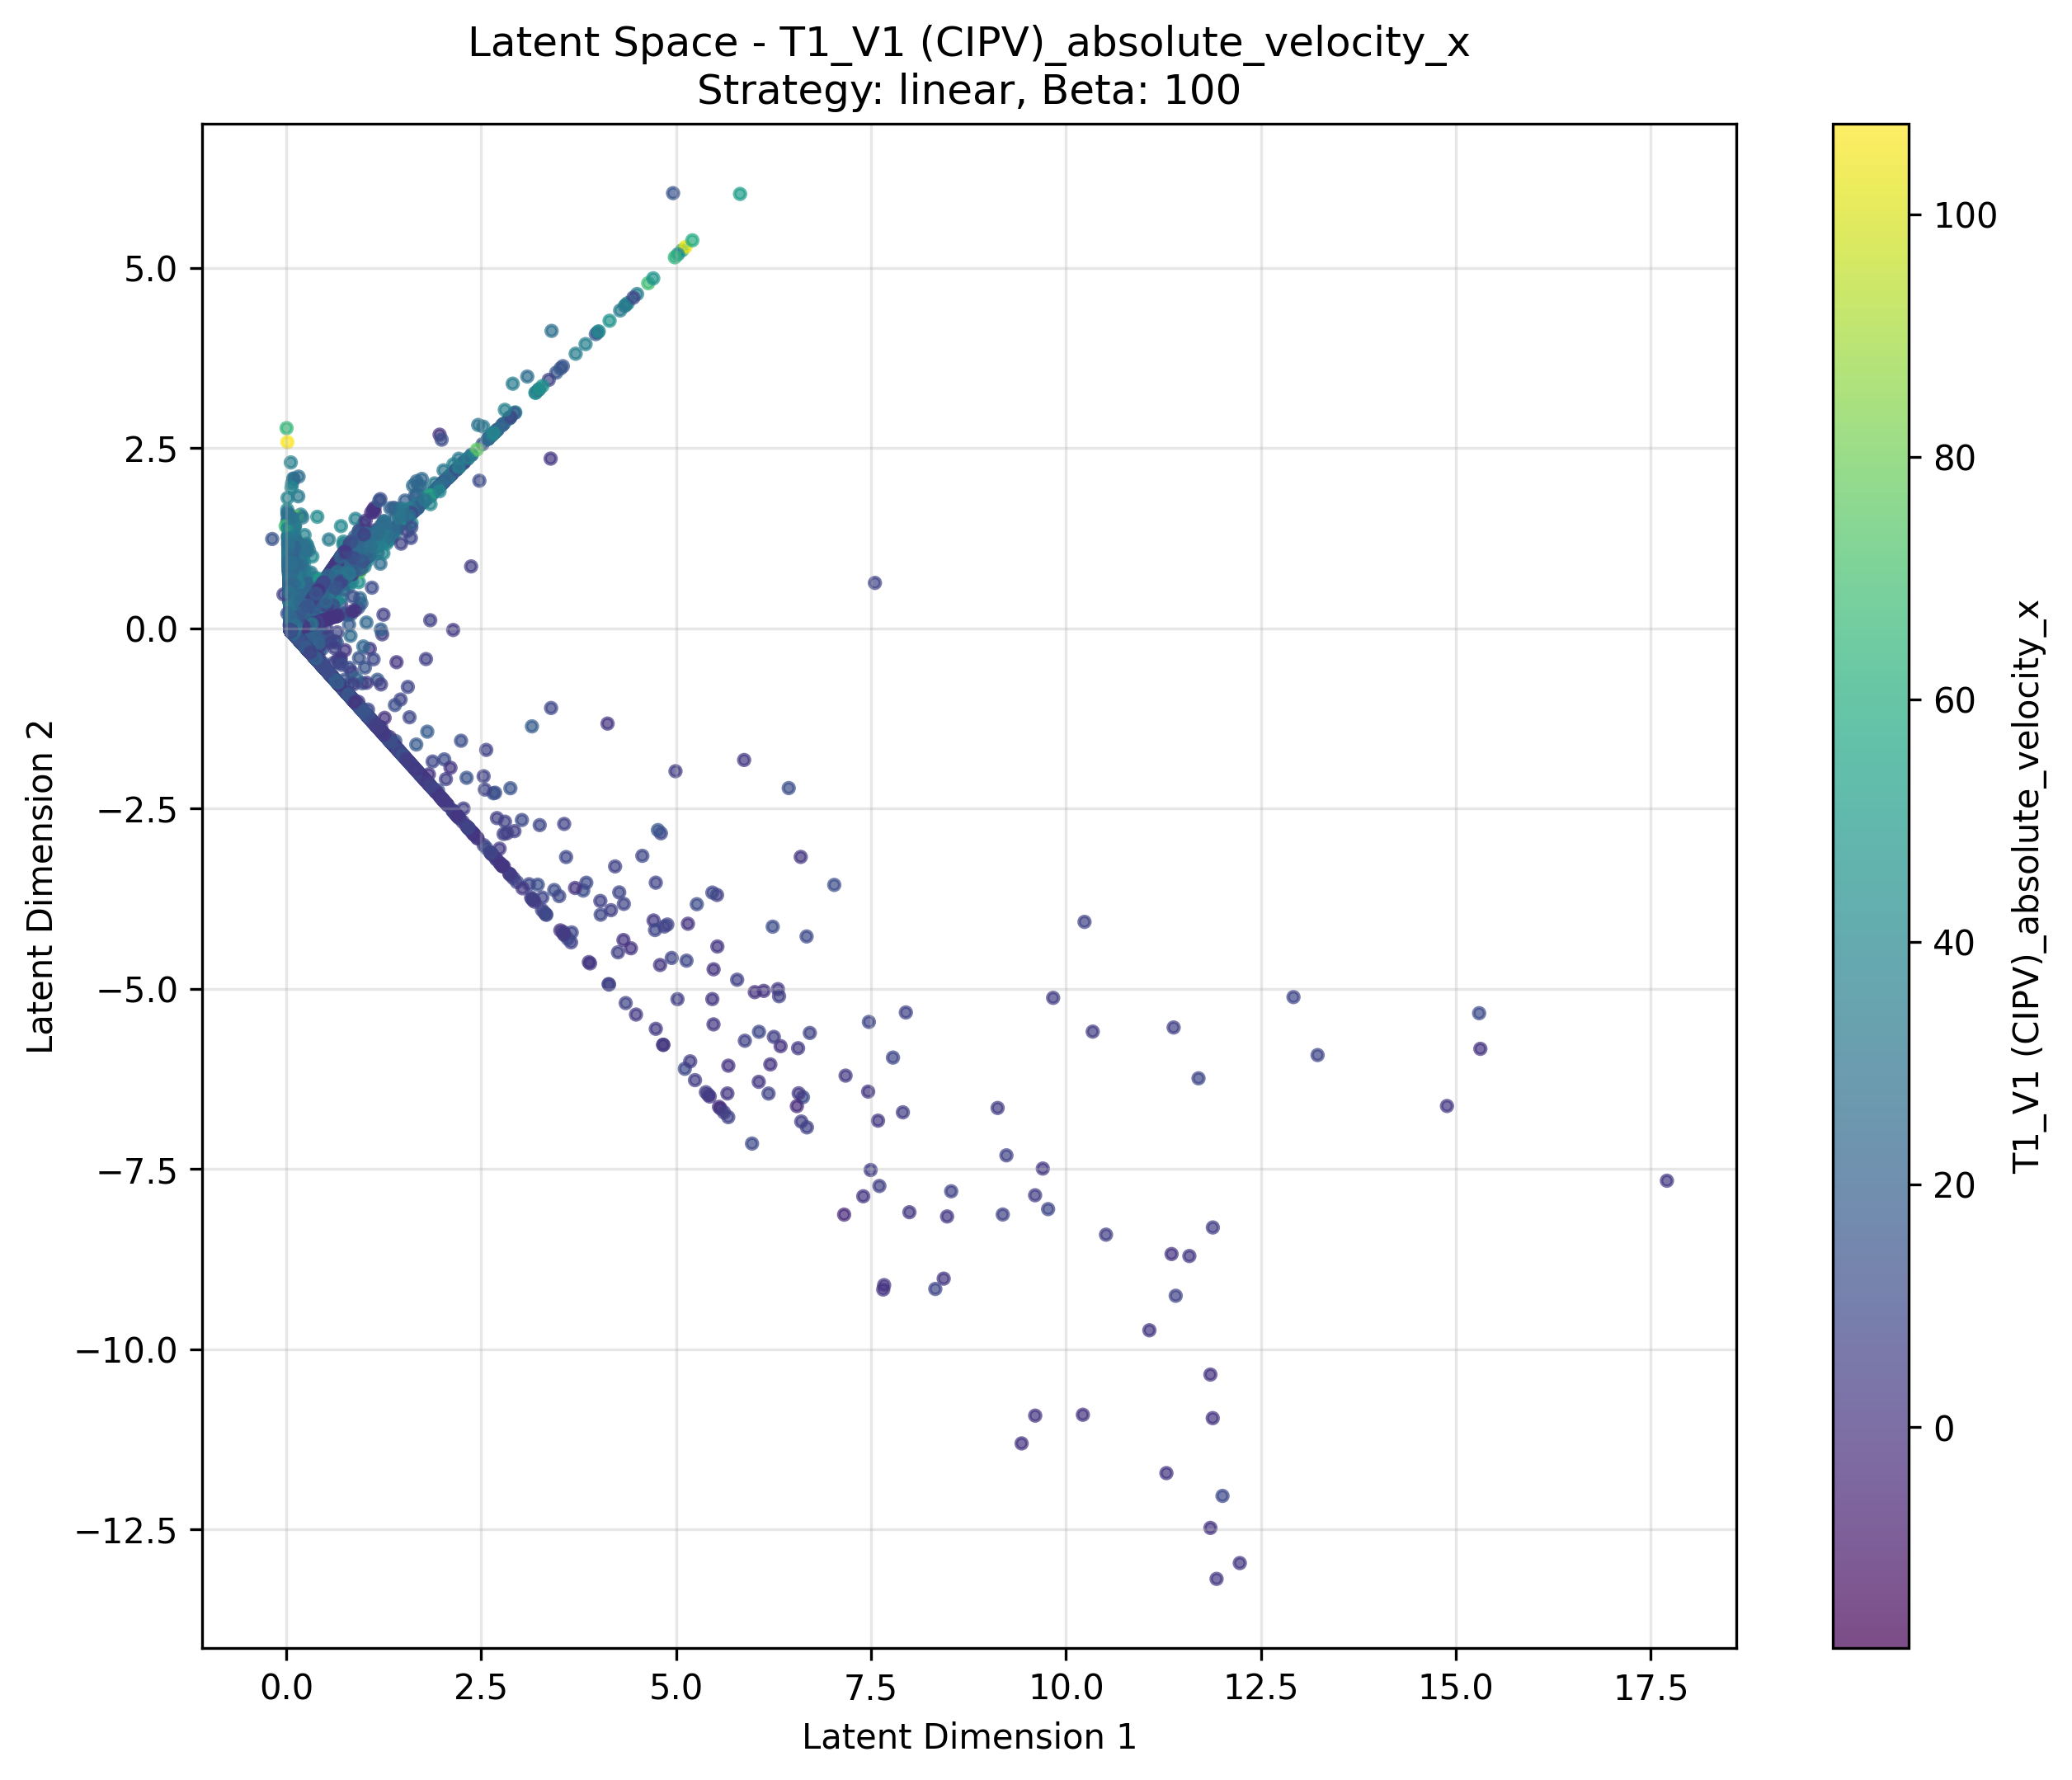 Latent Space - T1_V1 (CIPV)_absolute_velocity_x
Strategy: linear, Beta: 100
Latent Dimension 2
5.0
2.5
0.0
−2.5
−5.0
−7.5
−10.0
−12.5
0.0 2.5 5.0 7.5 10.0 12.5 15.0 17.5
Latent Dimension 1
100
80
60
40
20
0
T1_V1 (CIPV)_absolute_velocity_x